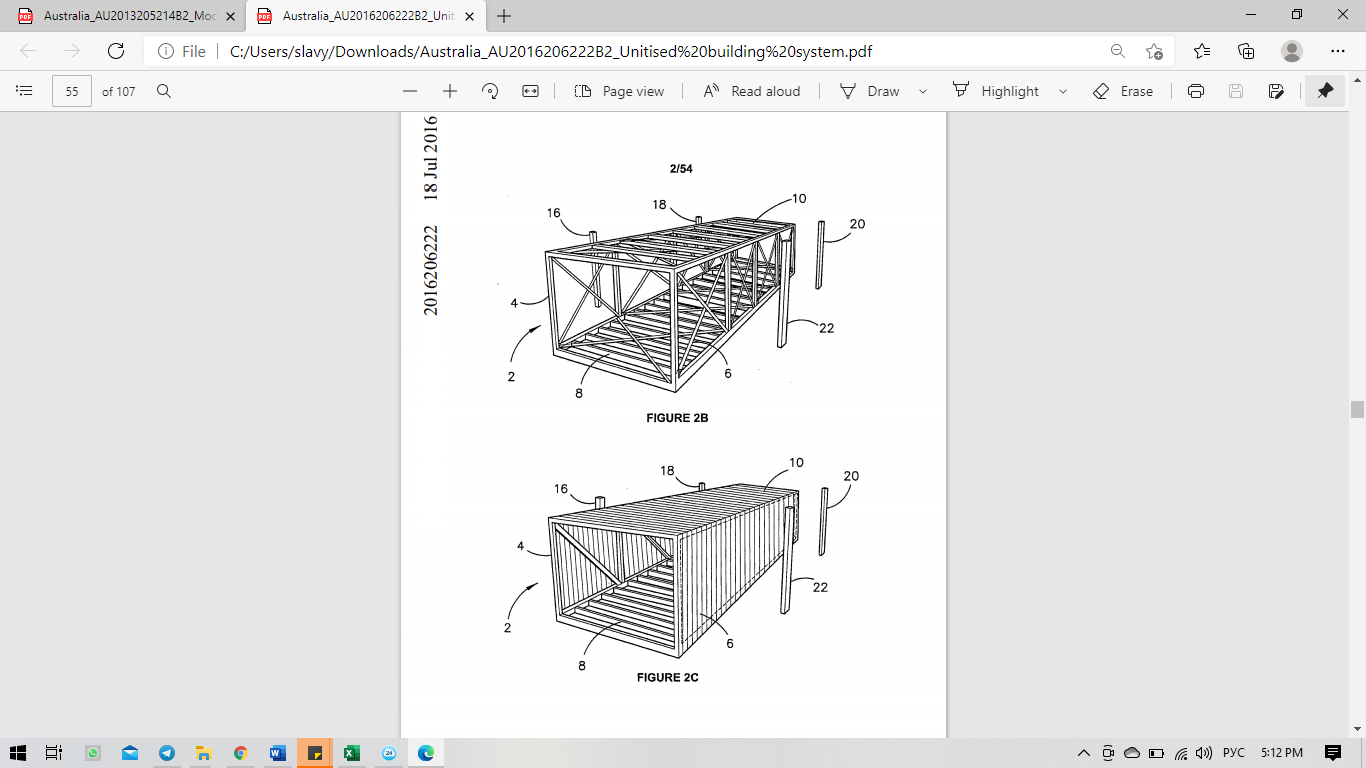 Australia_AU2013205214B2_Mod
Australia_AU2016206222B2_Unit
File
C:/Users/slavy/Downloads/Australia_AU2016206222B2_Unitised%20building%20system.pdf
55 of 107
Page view
Read aloud
Draw
Highlight
Erase
2016206222 18 Jul 2016
2/54
10
18
16
20
4
22
2
6
8
FIGURE 2B
10
18
20
16
4
22
2
6
8
FIGURE 2C
24
РУС
5:12 PM